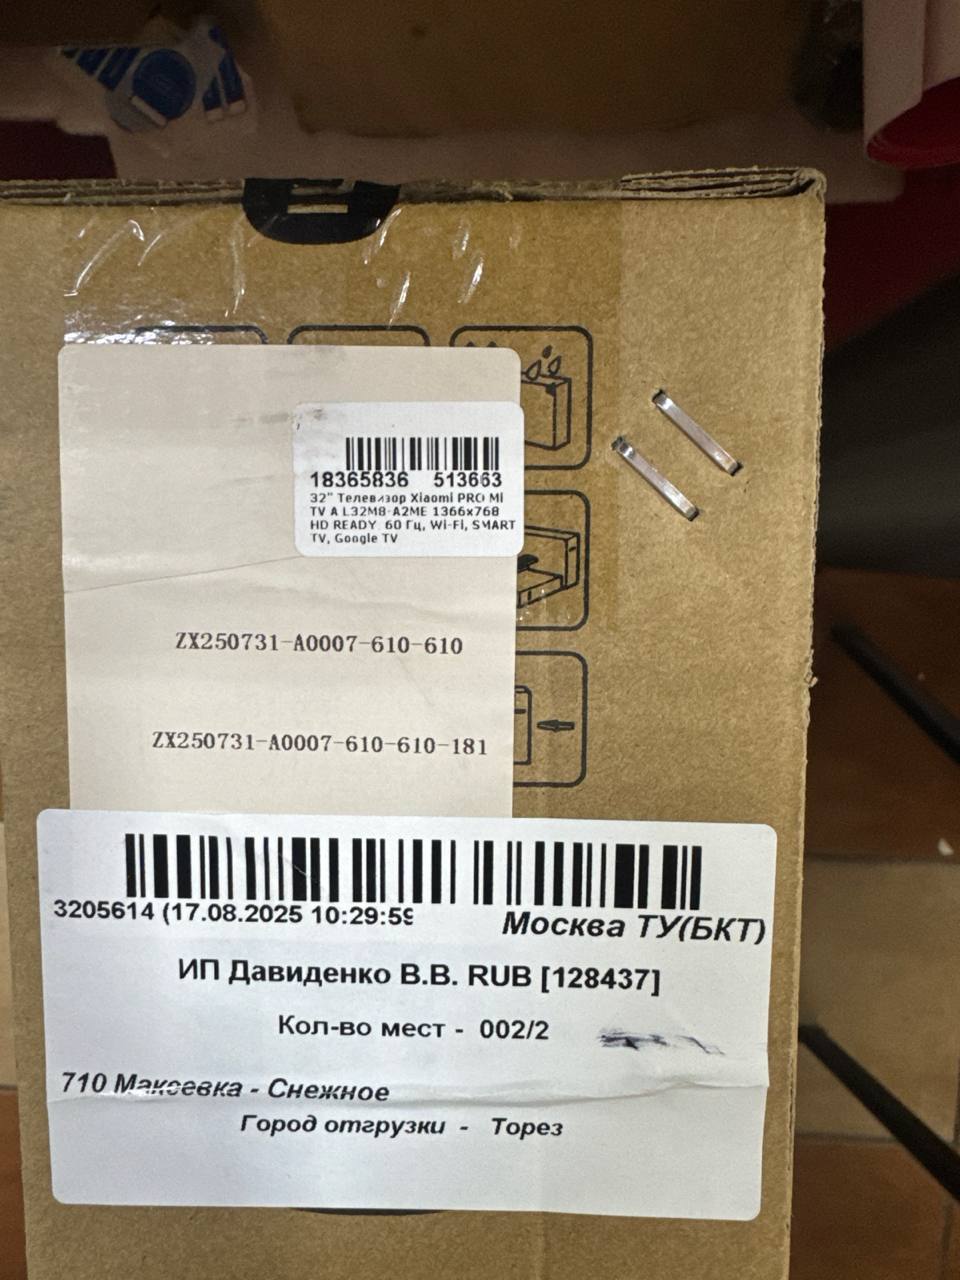 18365836 513663
32" Телевизор Xiaomi PRO Mi
TV A L32M8-A2ME 1366x768
HD READY, 60 Гц, Wi-Fi, SMART
TV, Google TV
ZX250731-A0007-610-610
ZX250731-A0007-610-610-181
3205614 (17.08.2025 10:29:59
Москва ТУ(БКТ)
ИП Давиденко В.В. RUB [128437]
Кол-во мест - 002/2
710 Макеевка - Снежное
Город отгрузки - Торез